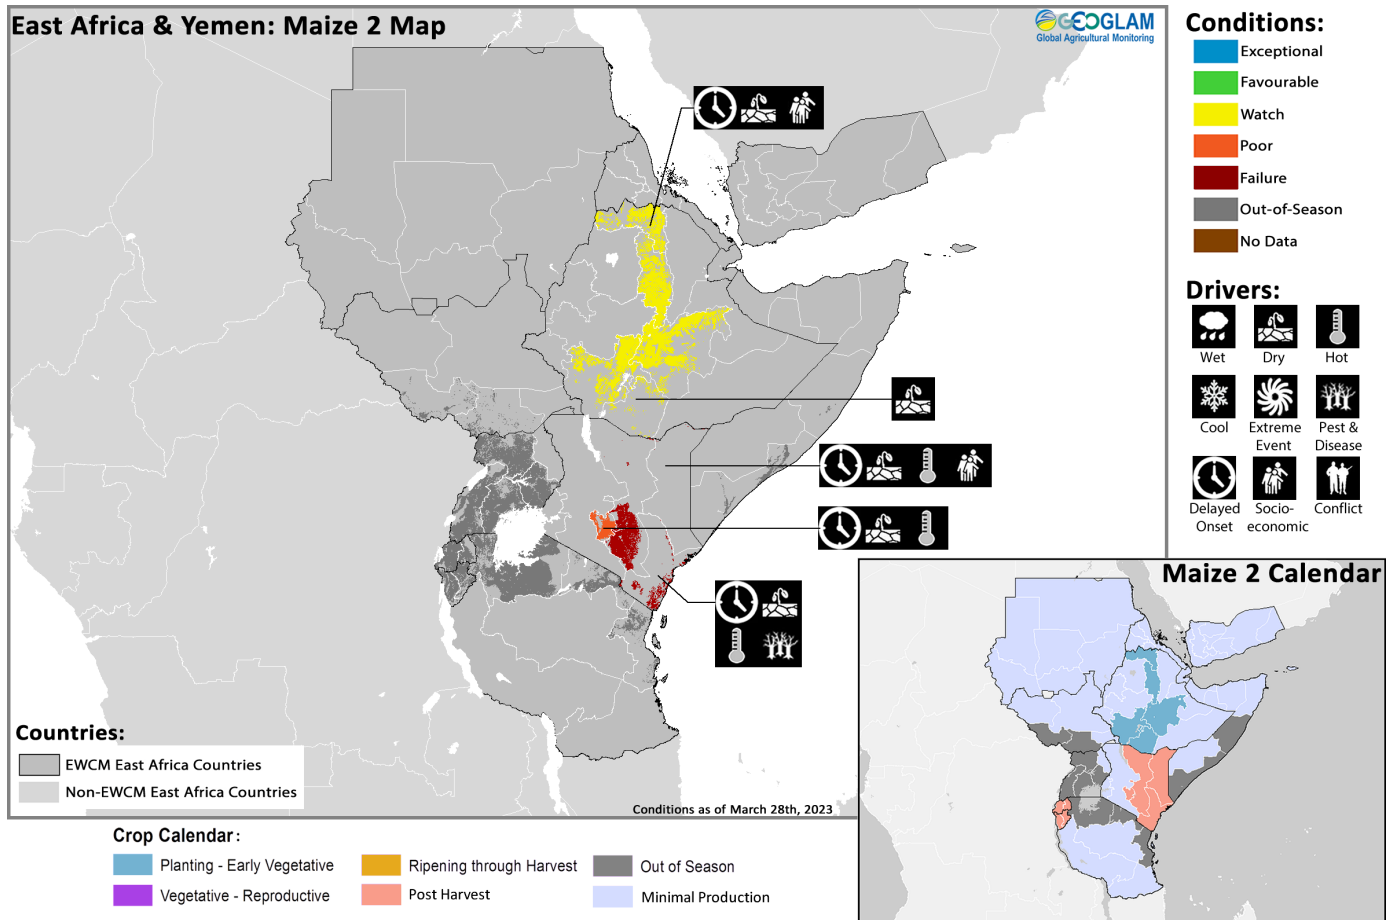 East Africa & Yemen: Maize 2 Map
GEOGLAM
Global Agricultural Monitoring
Conditions:
Exceptional
Favourable
Watch
Poor
Failure
Out-of-Season
No Data
Drivers:
Wet
Dry
Hot
Cool
Extreme
Event
Pest &
Disease
Delayed
Onset
Socio-
economic
Conflict
Countries:
EWCM East Africa Countries
Non-EWCM East Africa Countries
Conditions as of March 28th, 2023
Maize 2 Calendar
Crop Calendar:
Planting - Early Vegetative
Ripening through Harvest
Out of Season
Vegetative - Reproductive
Post Harvest
Minimal Production